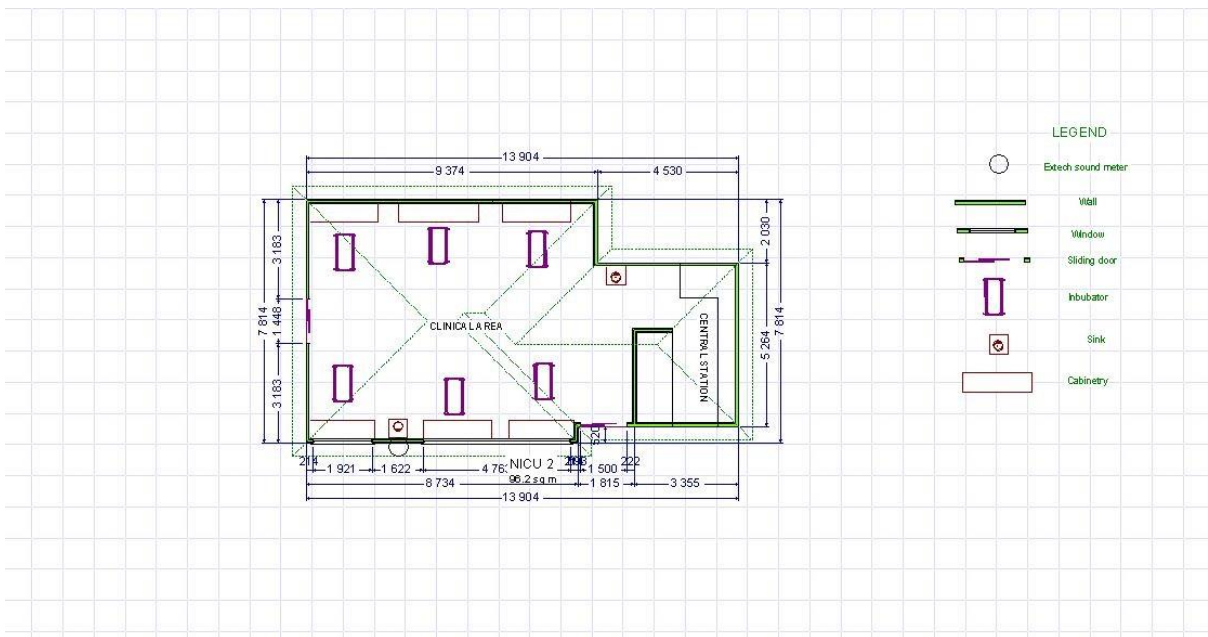 LEGEND
Extech sound meter
Wall
Window
Sliding door
Inbubator
Sink
Cabinetry
13 904
9 374
4 530
3 183
1 448
3 183
7 814
2 030
5 264
7 814
CLINICAL AREA
CENTRAL STATION
520
214
1 921
1 622
4 76
NICU 2
96.2 sq m
1 500
222
8 734
1 815
3 355
13 904